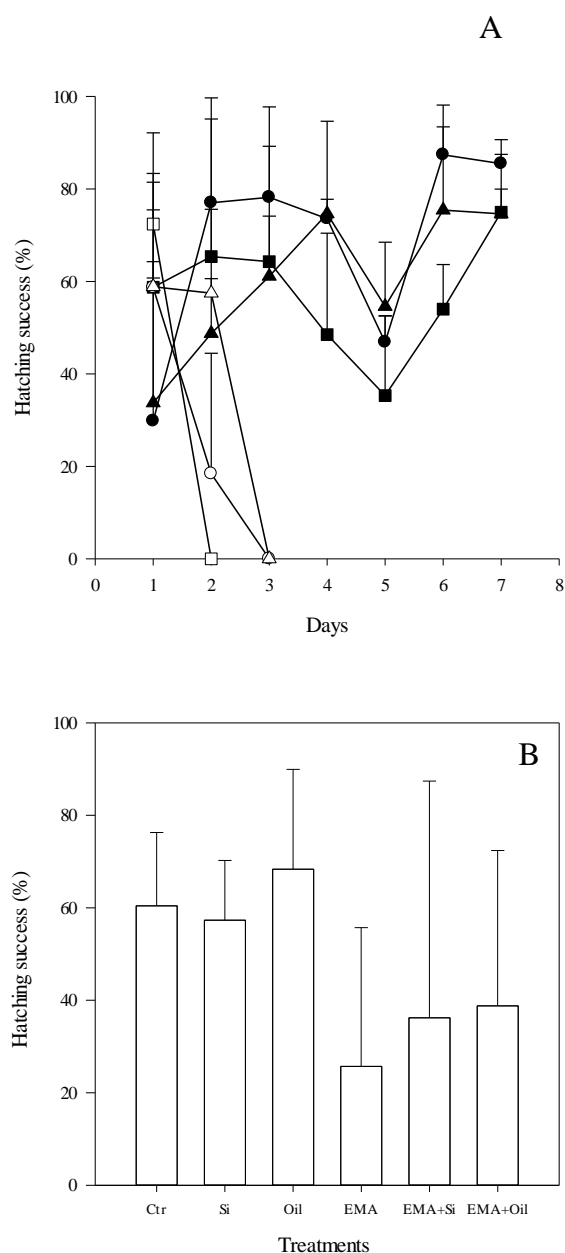 A
100
80
60
40
20
0
Hatching success (%)
0 1 2 3 4 5 6 7 8
Days
B
100
80
60
40
20
0
Hatching success (%)
Ctr Si Oil EMA EMA+Si EMA+Oil
Treatments